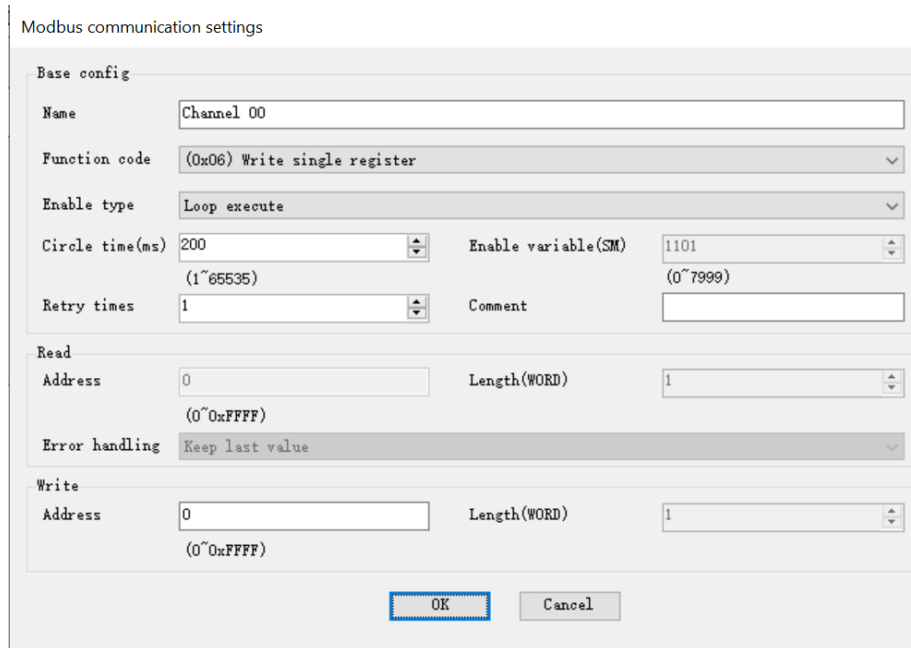 Modbus communication settings
Base config
Name Channel 00
Function code (0x06) Write single register
Enable type Loop execute
Circle time(ms) 200 Enable variable(SM) 1101
(1~65535) (0~7999)
Retry times 1 Comment
Read
Address 0 Length(WORD) 1
(0~0xFFFF)
Error handling Keep last value
Write
Address 0 Length(WORD) 1
(0~0xFFFF)
OK Cancel